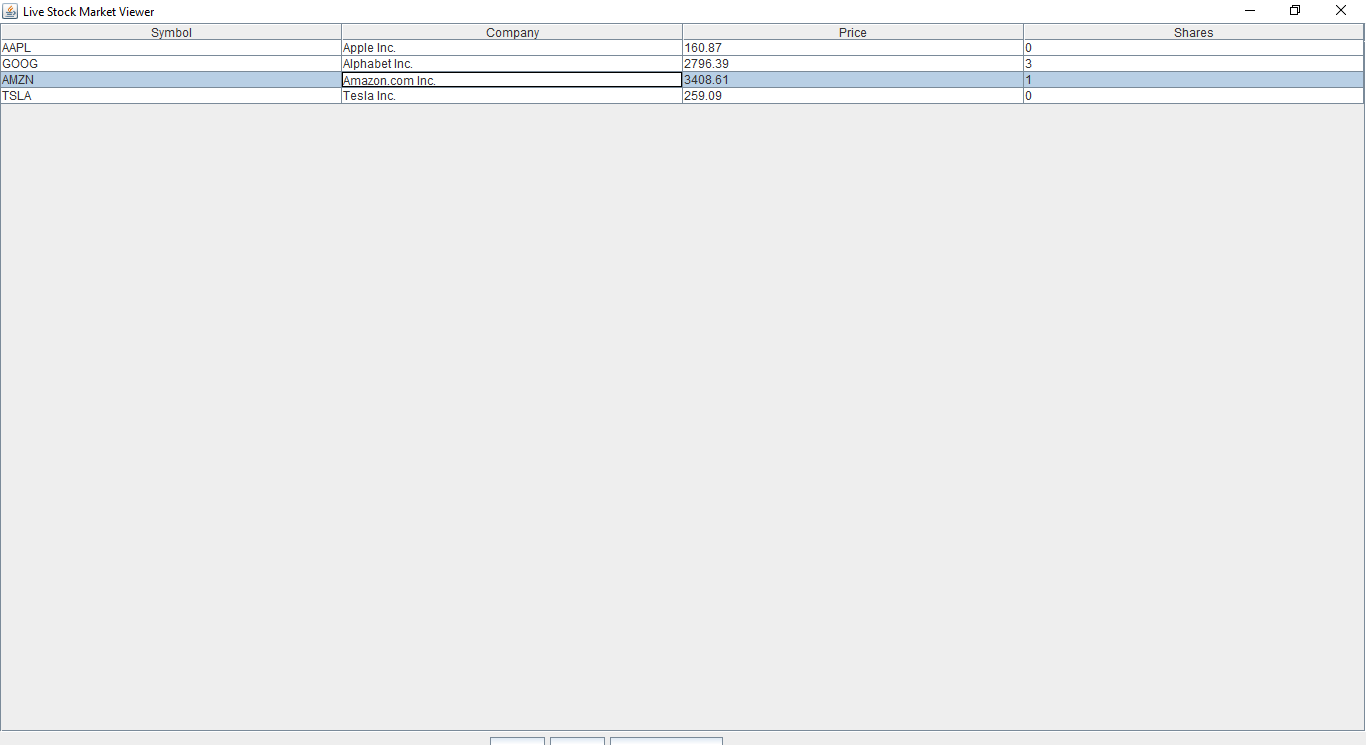 Live Stock Market Viewer
Symbol Company Price Shares
AAPL Apple Inc. 160.87 0
GOOG Alphabet Inc. 2796.39 3
AMZN Amazon.com Inc. 3408.61 1
TSLA Tesla Inc. 259.09 0